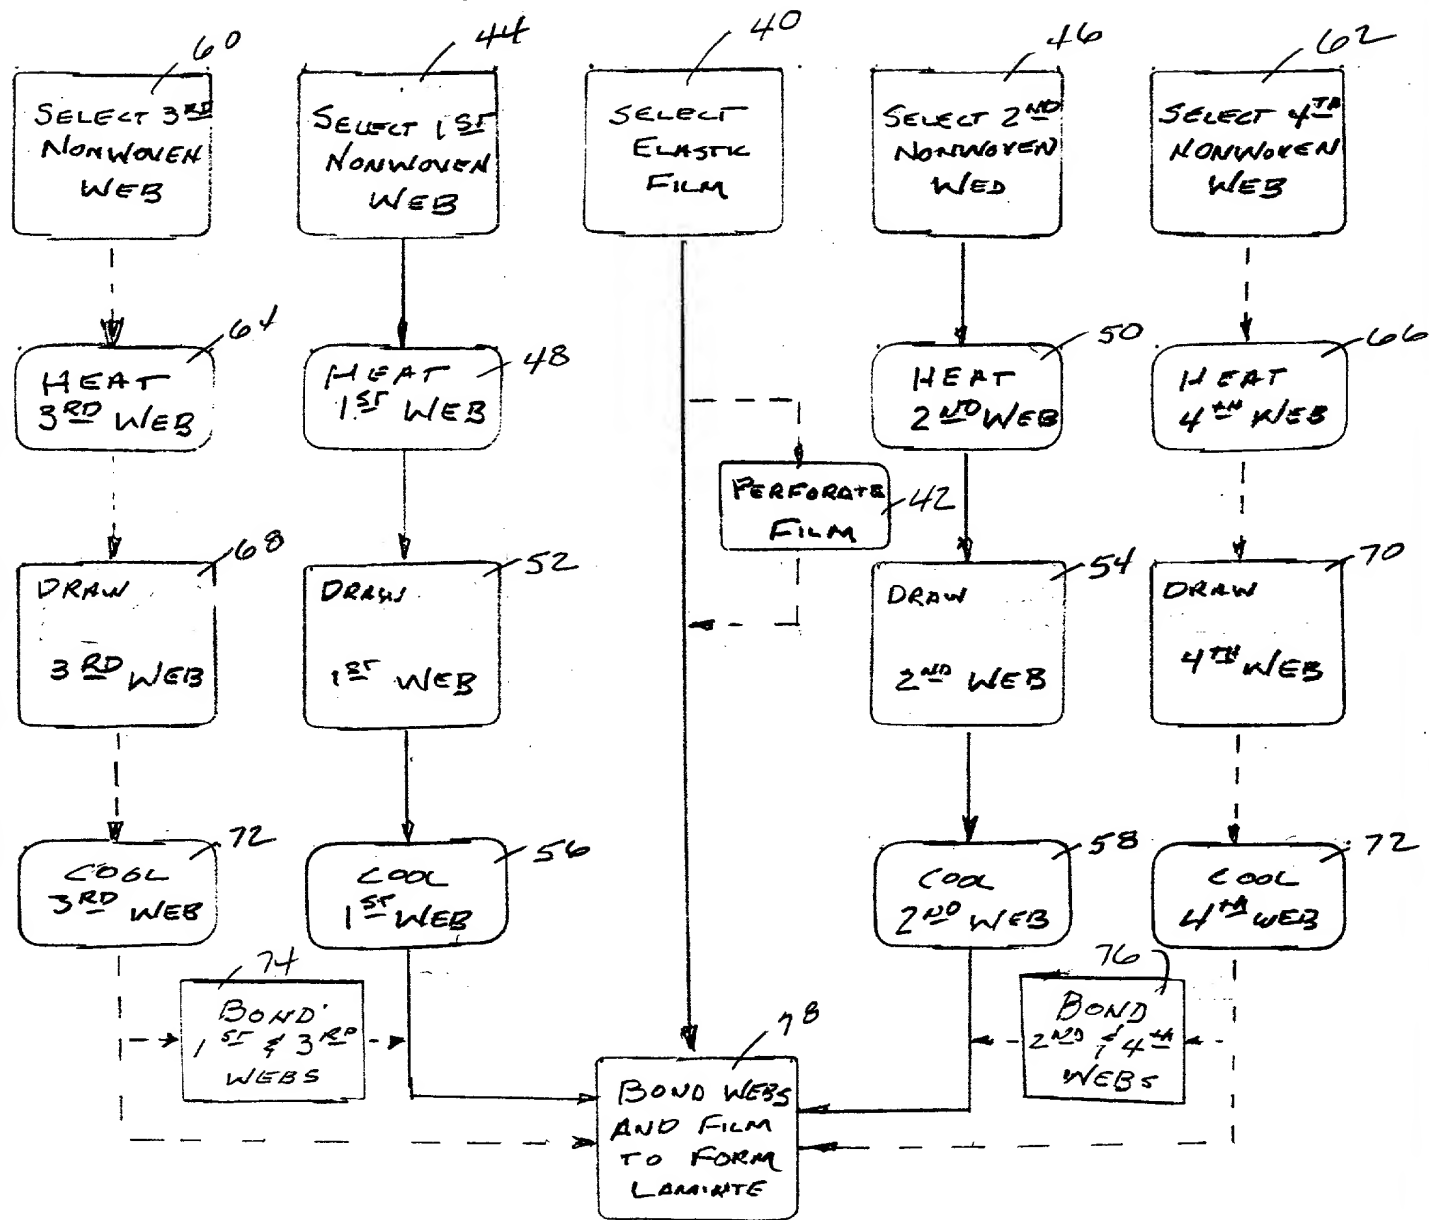 60
44
40
46
62
SELECT 3RD
NONWOVEN
WEB
SELECT 1ST
NONWOVEN
WEB
SELECT
ELASTIC
FILM
SELECT 2ND
NONWOVEN
WED
SELECT 4TH
NONWOVEN
WEB
64
HEAT
3RD WEB
48
HEAT
1ST WEB
50
HEAT
2ND WEB
66
HEAT
4TH WEB
PERFORATE
FILM
42
68
DRAW
3RD WEB
52
DRAW
1ST WEB
54
DRAW
2ND WEB
70
DRAW
4TH WEB
72
COOL
3RD WEB
56
COOL
1ST WEB
58
COOL
2ND WEB
72
COOL
4TH WEB
74
BOND
1ST & 3RD
WEBS
76
BOND
2ND & 4TH
WEBS
78
BOND WEBS
AND FILM
TO FORM
LAMINTE